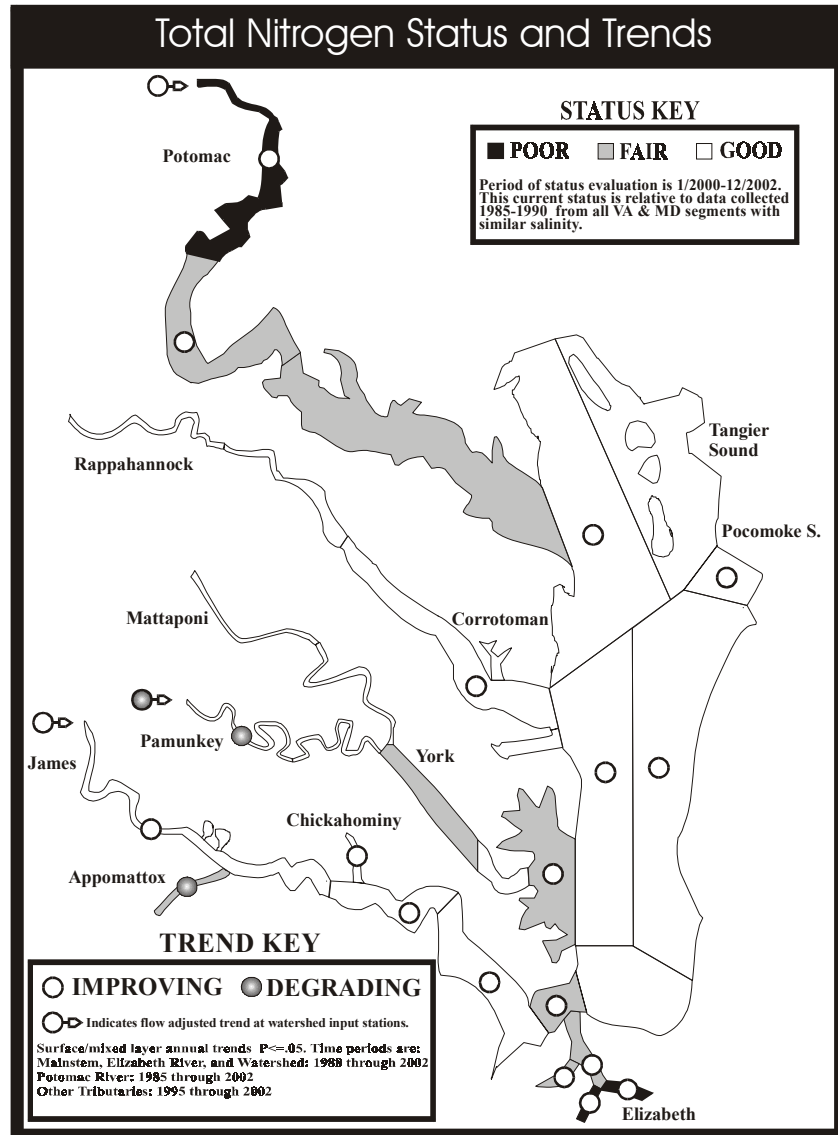 Total Nitrogen Status and Trends
STATUS KEY
POOR FAIR GOOD
Period of status evaluation is 1/2000-12/2002.
This current status is relative to data collected
1985-1990 from all VA & MD segments with
similar salinity.
Potomac
Tangier
Sound
Rappahannock
Pocomoke S.
Mattaponi
Corrotoman
Pamunkey
York
James
Chickahominy
Appomattox
TREND KEY
IMPROVING DEGRADING
Indicates flow adjusted trend at watershed input stations.
Surface/mixed layer annual trends P<=.05. Time periods are:
Mainstem, Elizabeth River, and Watershed: 1988 through 2002
Potomac River: 1985 through 2002
Other Tributaries: 1995 through 2002
Elizabeth